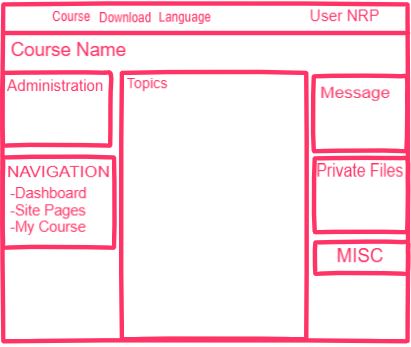 Course Download Language User NRP
Course Name
Administration
NAVIGATION
-Dashboard
-Site Pages
-My Course
Topics
Message
Private Files
MISC